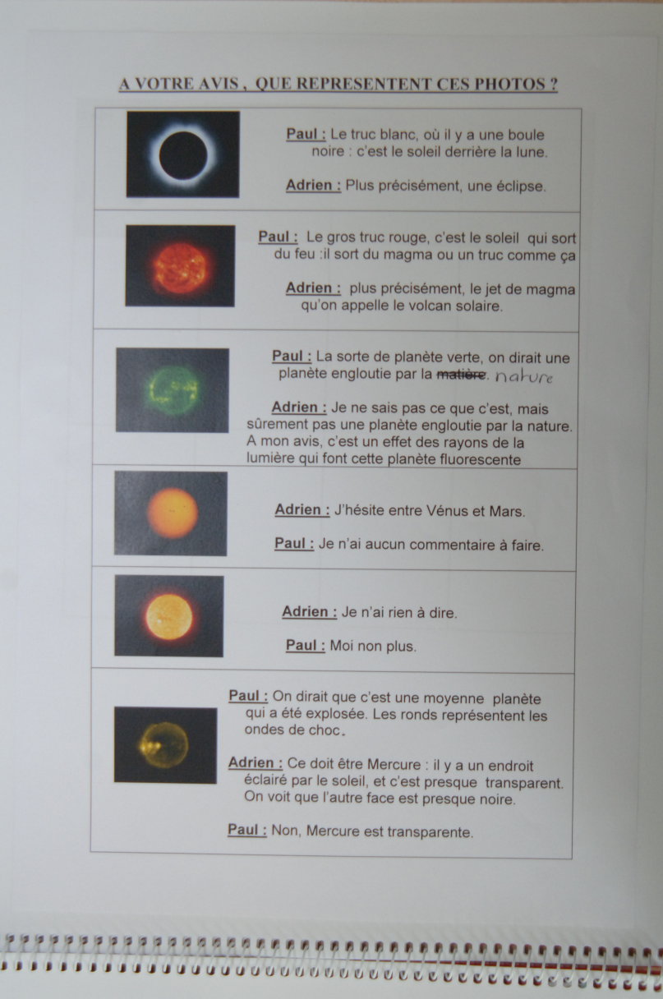 A VOTRE AVIS , QUE REPRESENTENT CES PHOTOS ?
Paul : Le truc blanc, où il y a une boule
noire : c'est le soleil derrière la lune.
Adrien : Plus précisément, une éclipse.
Paul : Le gros truc rouge, c'est le soleil qui sort
du feu :il sort du magma ou un truc comme ça
Adrien : plus précisément, le jet de magma
qu'on appelle le volcan solaire.
Paul : La sorte de planète verte, on dirait une
planète engloutie par la matière. nature
Adrien : Je ne sais pas ce que c'est, mais
sûrement pas une planète engloutie par la nature.
A mon avis, c'est un effet des rayons de la
lumière qui font cette planète fluorescente
Adrien : J'hésite entre Vénus et Mars.
Paul : Je n'ai aucun commentaire à faire.
Adrien : Je n'ai rien à dire.
Paul : Moi non plus.
Paul : On dirait que c'est une moyenne planète
qui a été explosée. Les ronds représentent les
ondes de choc.
Adrien : Ce doit être Mercure : il y a un endroit
éclairé par le soleil, et c'est presque transparent.
On voit que l'autre face est presque noire.
Paul : Non, Mercure est transparente.